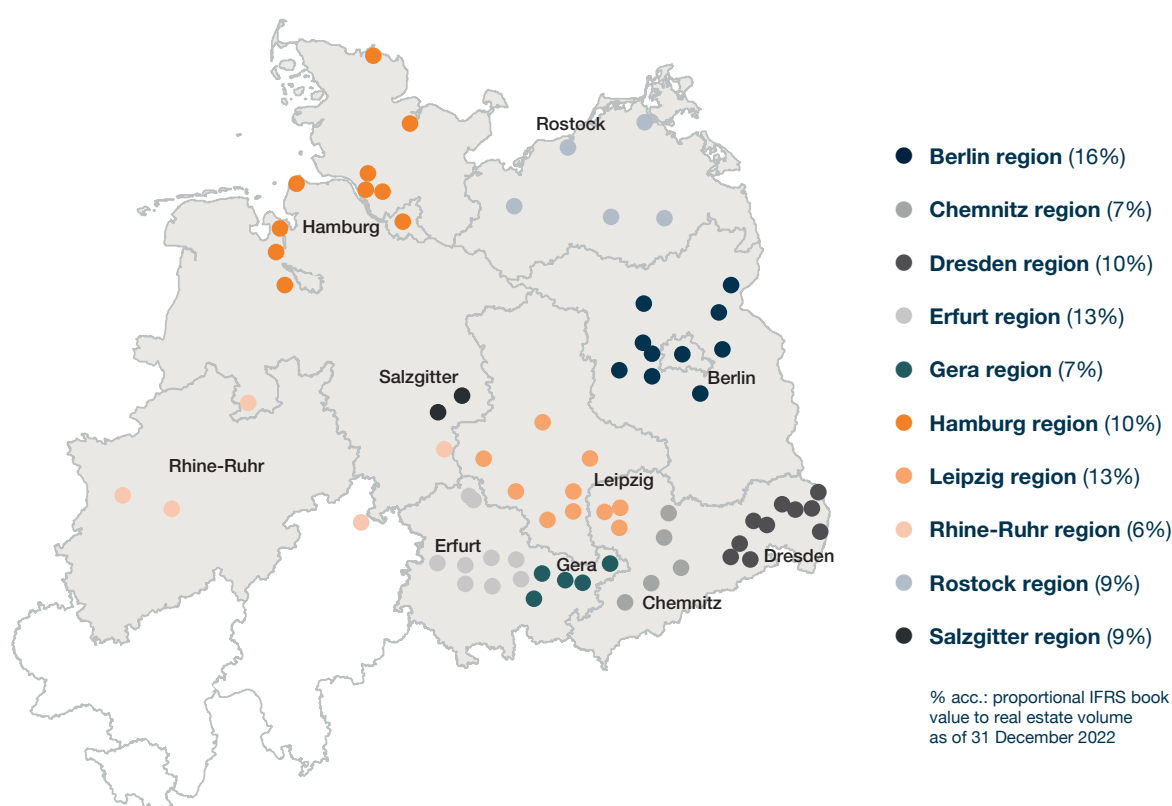 Rostock
Hamburg
Salzgitter
Berlin
Rhine-Ruhr
Leipzig
Erfurt
Gera
Dresden
Chemnitz
Berlin region (16%)
Chemnitz region (7%)
Dresden region (10%)
Erfurt region (13%)
Gera region (7%)
Hamburg region (10%)
Leipzig region (13%)
Rhine-Ruhr region (6%)
Rostock region (9%)
Salzgitter region (9%)
% acc.: proportional IFRS book
value to real estate volume
as of 31 December 2022